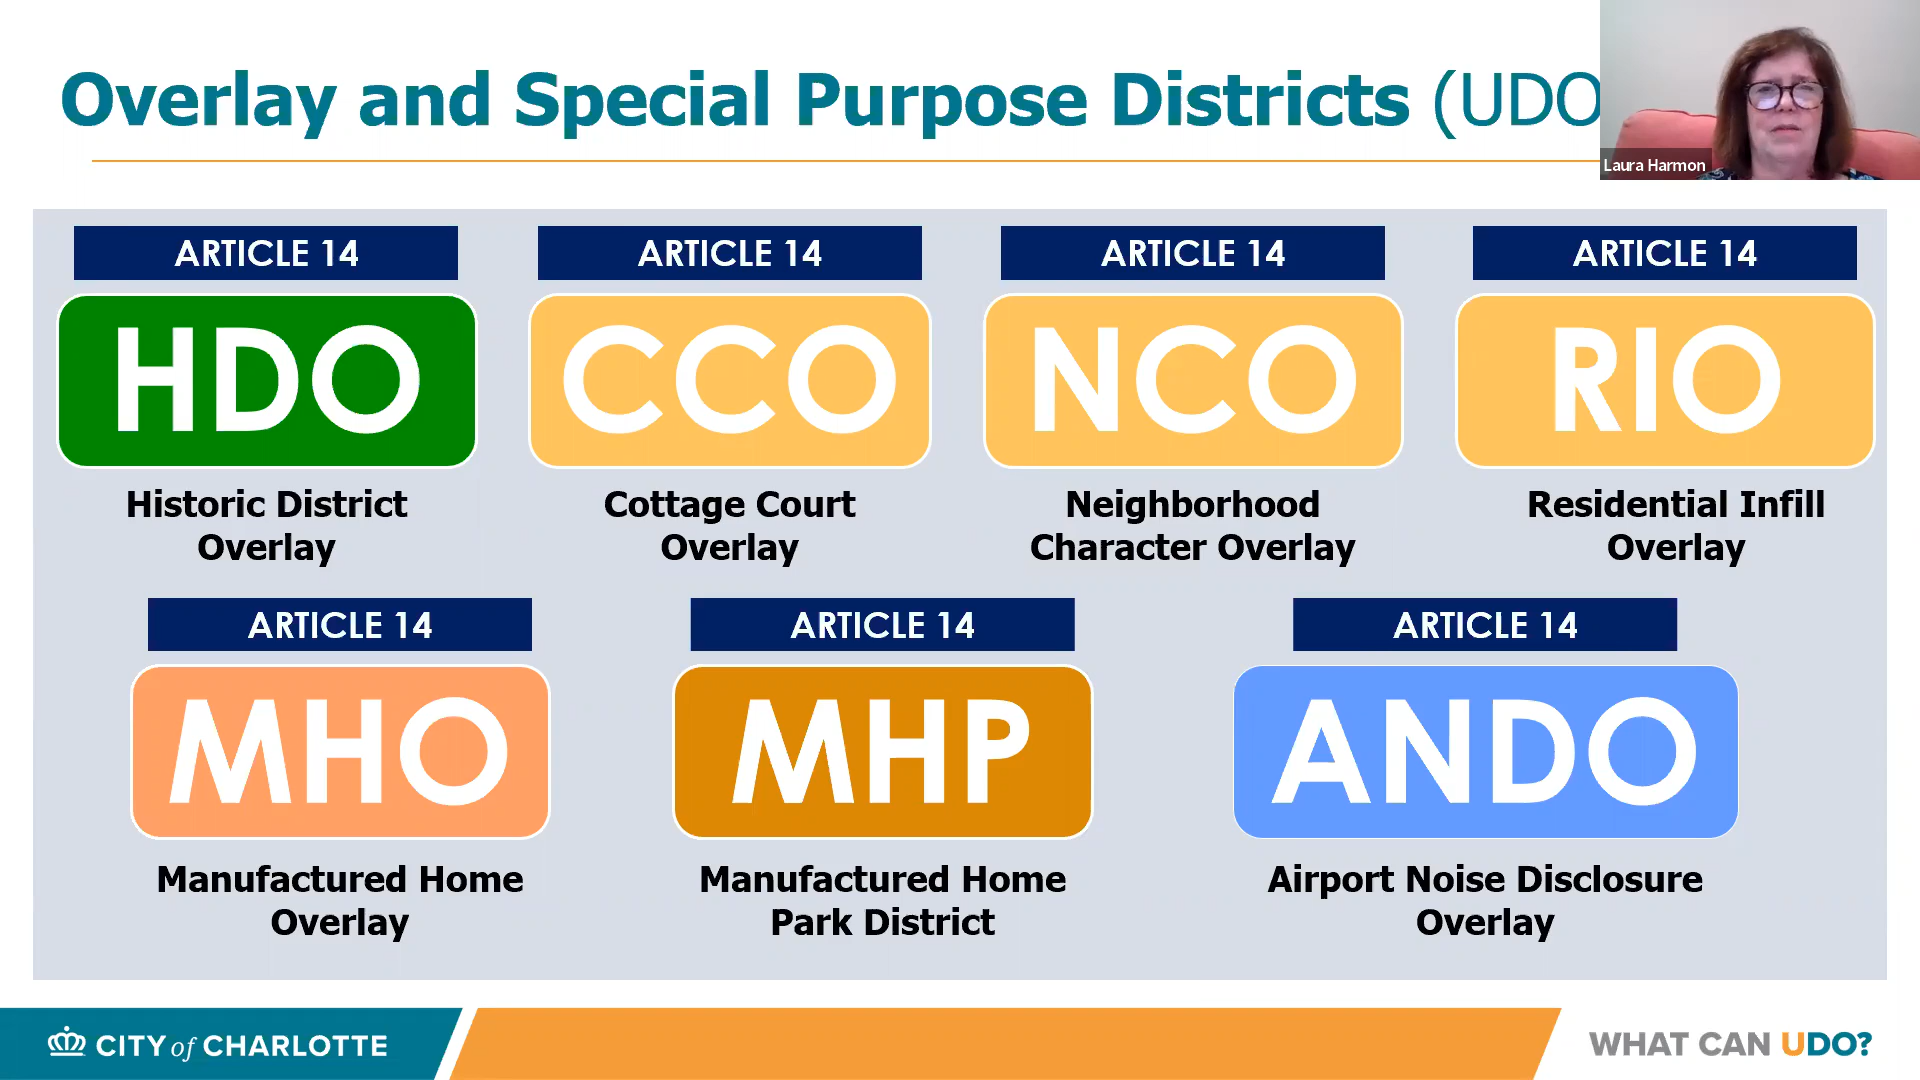 Overlay and Special Purpose Districts (UDO
Laura Harmon
ARTICLE 14
ARTICLE 14
ARTICLE 14
ARTICLE 14
HDO
CCO
NCO
RIO
Historic District
Overlay
Cottage Court
Overlay
Neighborhood
Character Overlay
Residential Infill
Overlay
ARTICLE 14
ARTICLE 14
ARTICLE 14
MHO
MHP
ANDO
Manufactured Home
Overlay
Manufactured Home
Park District
Airport Noise Disclosure
Overlay
CITY of CHARLOTTE
WHAT CAN UDO?